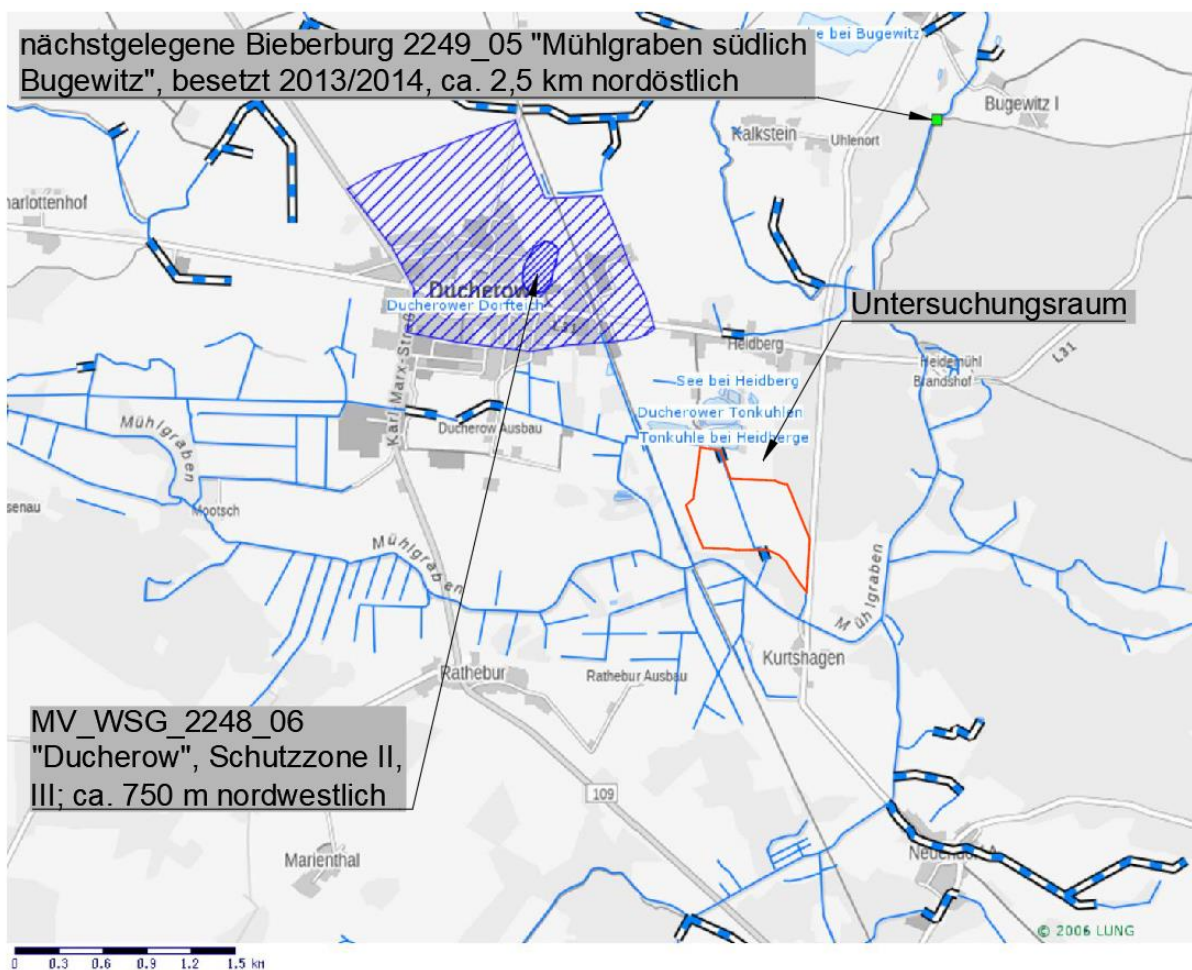 nächstgelegene Bieberburg 2249_05 "Mühlgraben südlich
Bugewitz", besetzt 2013/2014, ca. 2,5 km nordöstlich
bei Bugewitz
Bugewitz I
Kalkstein
Uhlenort
harlottenhof
Ducherow
Ducherower Dorfteich
L31
Untersuchungsraum
Heidberg
Heidemühl
Brandshof
L31
See bei Heidberg
Ducherower Tonkuhlen
Tonkuhle bei Heidberge
Karl-Marx-Str
Ducherow Ausbau
Mühlgraben
Mootsch
senau
Mühlgraben
Mühlgraben
Kurtshagen
Rathebur
Rathebur Ausbau
MV_WSG_2248_06
"Ducherow", Schutzzone II,
III; ca. 750 m nordwestlich
109
Marienthal
Neuendorf A
© 2006 LUNG
0 0.3 0.6 0.9 1.2 1.5 km